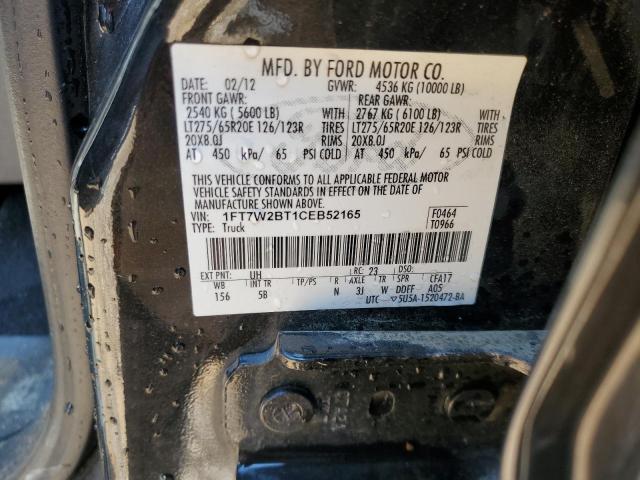 MFD. BY FORD MOTOR CO.
DATE: 02/12 GVWR: 4536 KG (10000 LB)
FRONT GAWR: REAR GAWR:
2540 KG ( 5600 LB) WITH 2767 KG ( 6100 LB) WITH
LT275/65R20E 126/123R TIRES LT275/65R20E 126/123R TIRES
20X8.0J RIMS 20X8.0J RIMS
AT 450 kPa/ 65 PSI COLD AT 450 kPa/ 65 PSI COLD
THIS VEHICLE CONFORMS TO ALL APPLICABLE FEDERAL MOTOR
VEHICLE SAFETY STANDARDS IN EFFECT ON THE DATE OF
MANUFACTURE SHOWN ABOVE.
VIN: 1FT7W2BT1CEB52165 F0464
TYPE: Truck T0966
EXT PNT: UH RC: 23 DSO:
WB INT TR TP/PS R AXLE TR SPR CFA17
156 5B N 3J W DDFF A05
UTC 5U5A-1520472-BA